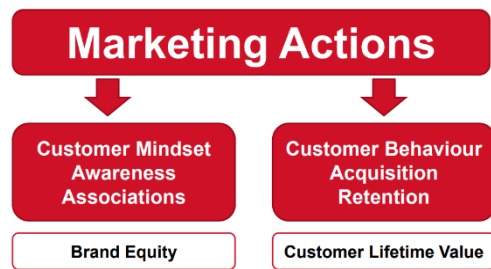 Marketing Actions
Customer Mindset
Awareness
Associations
Customer Behaviour
Acquisition
Retention
Brand Equity
Customer Lifetime Value